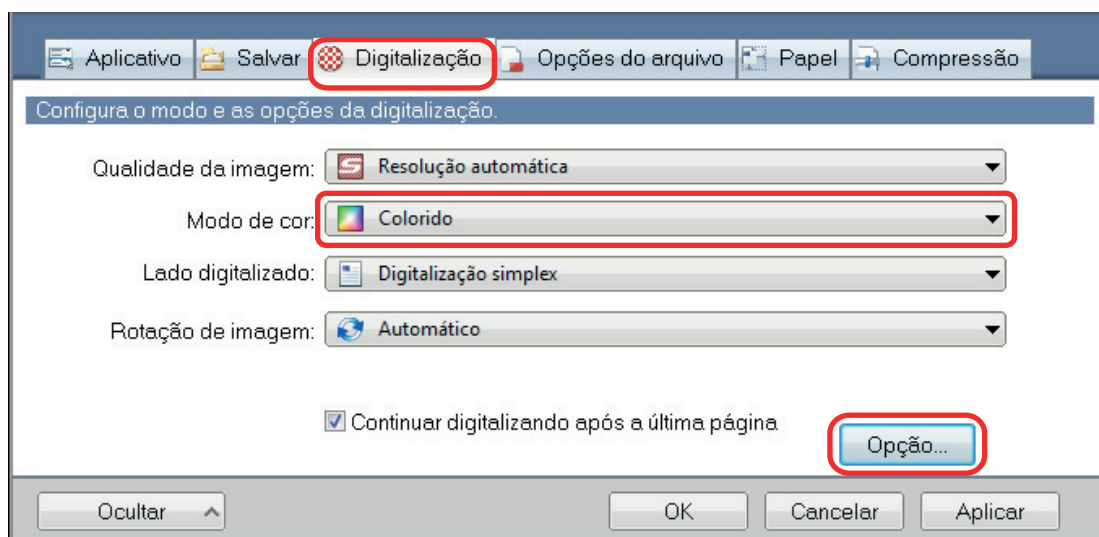 Aplicativo Salvar Digitalização Opções do arquivo Papel Compressão
Configura o modo e as opções da digitalização.
Qualidade da imagem: Resolução automática
Modo de cor: Colorido
Lado digitalizado: Digitalização simplex
Rotação de imagem: Automático
Continuar digitalizando após a última página
Opção...
Ocultar OK Cancelar Aplicar